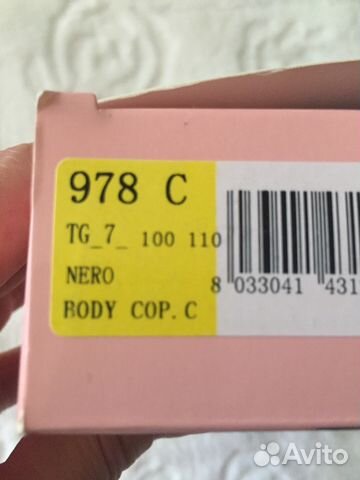 978 C
TG_7_ 100 110
NERO
BODY COP.C
8 033041 431
Avito